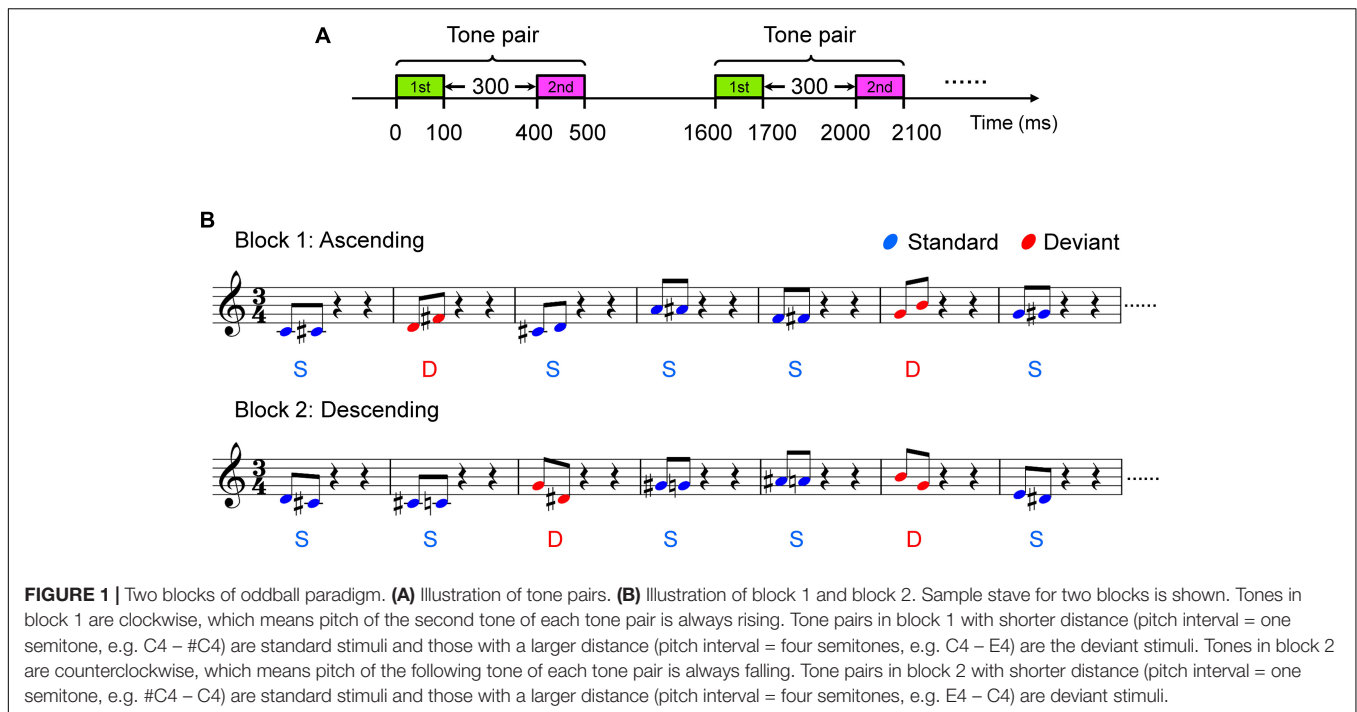 A
Tone pair Tone pair
1st 300 2nd 1st 300 2nd ......
0 100 400 500 1600 1700 2000 2100 Time (ms)
B
Block 1: Ascending Standard Deviant
3
4
......
S D S S S D S
Block 2: Descending
3
4
......
S S D S S D S
FIGURE 1 | Two blocks of oddball paradigm. (A) Illustration of tone pairs. (B) Illustration of block 1 and block 2. Sample stave for two blocks is shown. Tones in
block 1 are clockwise, which means pitch of the second tone of each tone pair is always rising. Tone pairs in block 1 with shorter distance (pitch interval = one
semitone, e.g. C4 – #C4) are standard stimuli and those with a larger distance (pitch interval = four semitones, e.g. C4 – E4) are the deviant stimuli. Tones in block 2
are counterclockwise, which means pitch of the following tone of each tone pair is always falling. Tone pairs in block 2 with shorter distance (pitch interval = one
semitone, e.g. #C4 – C4) are standard stimuli and those with a larger distance (pitch interval = four semitones, e.g. E4 – C4) are deviant stimuli.